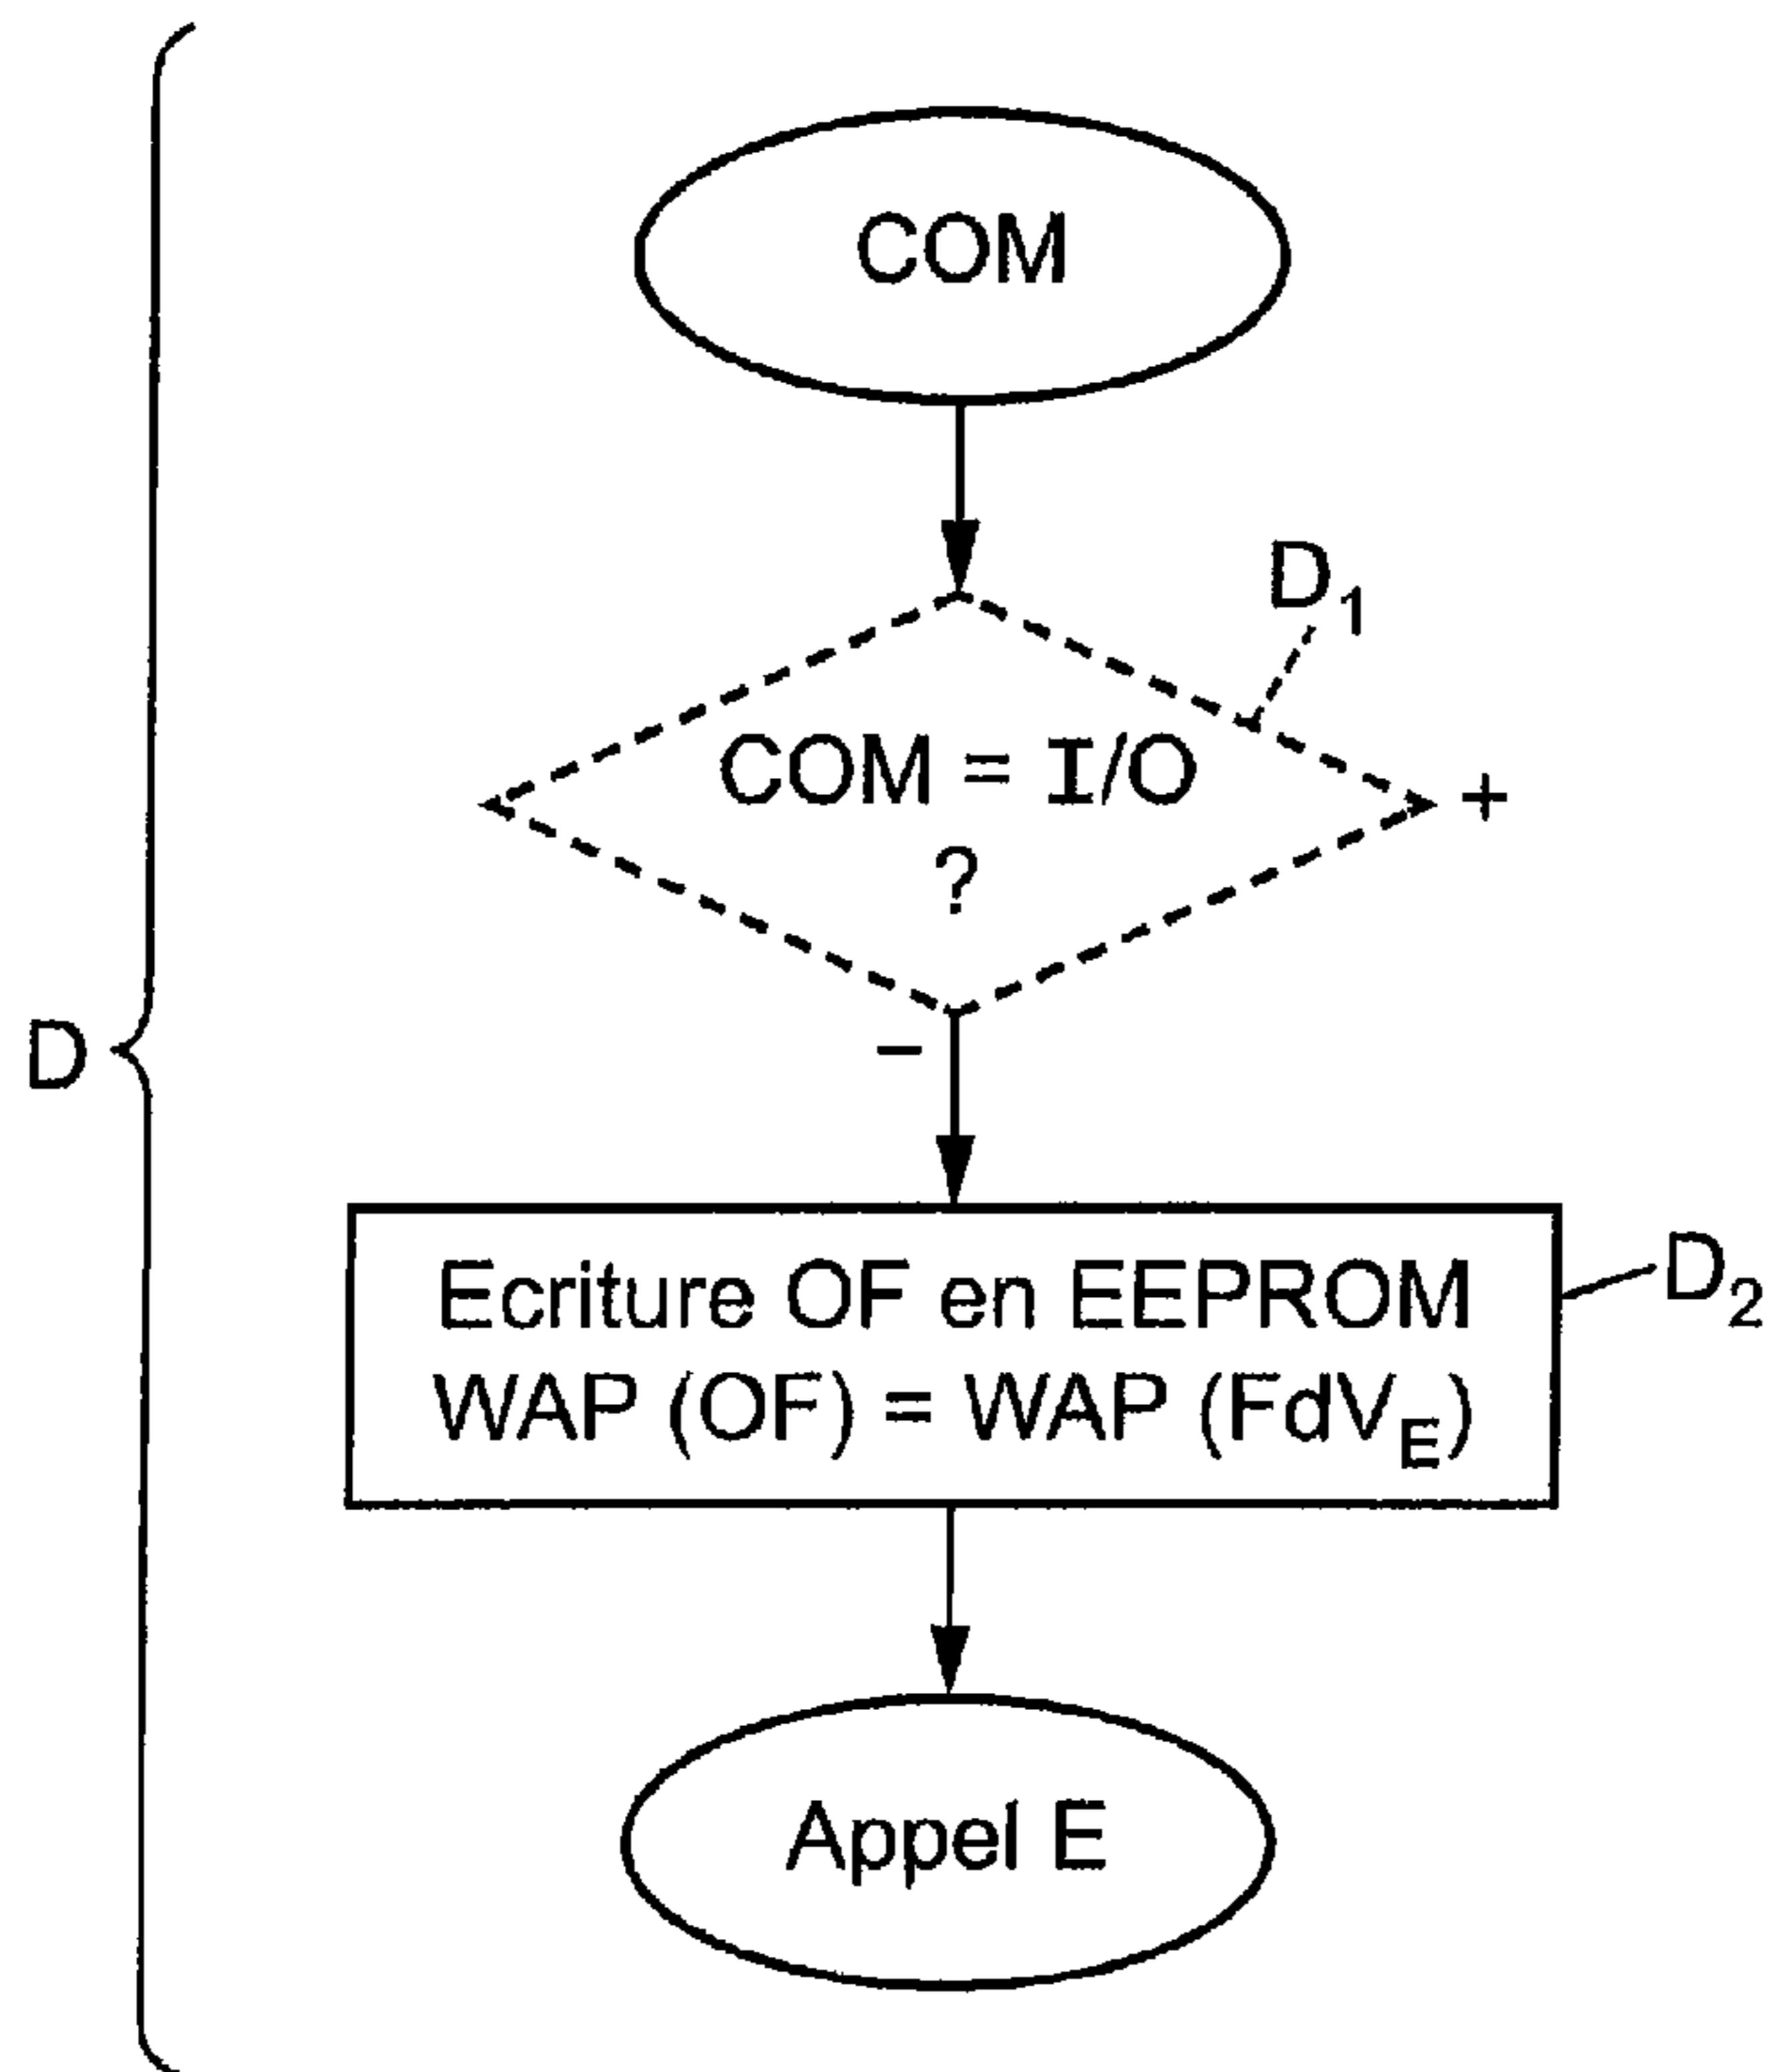 COM
D1
COM = I/O
?
+
D
−
Ecriture OF en EEPROM
WAP (OF) = WAP (FdVE)
D2
Appel E